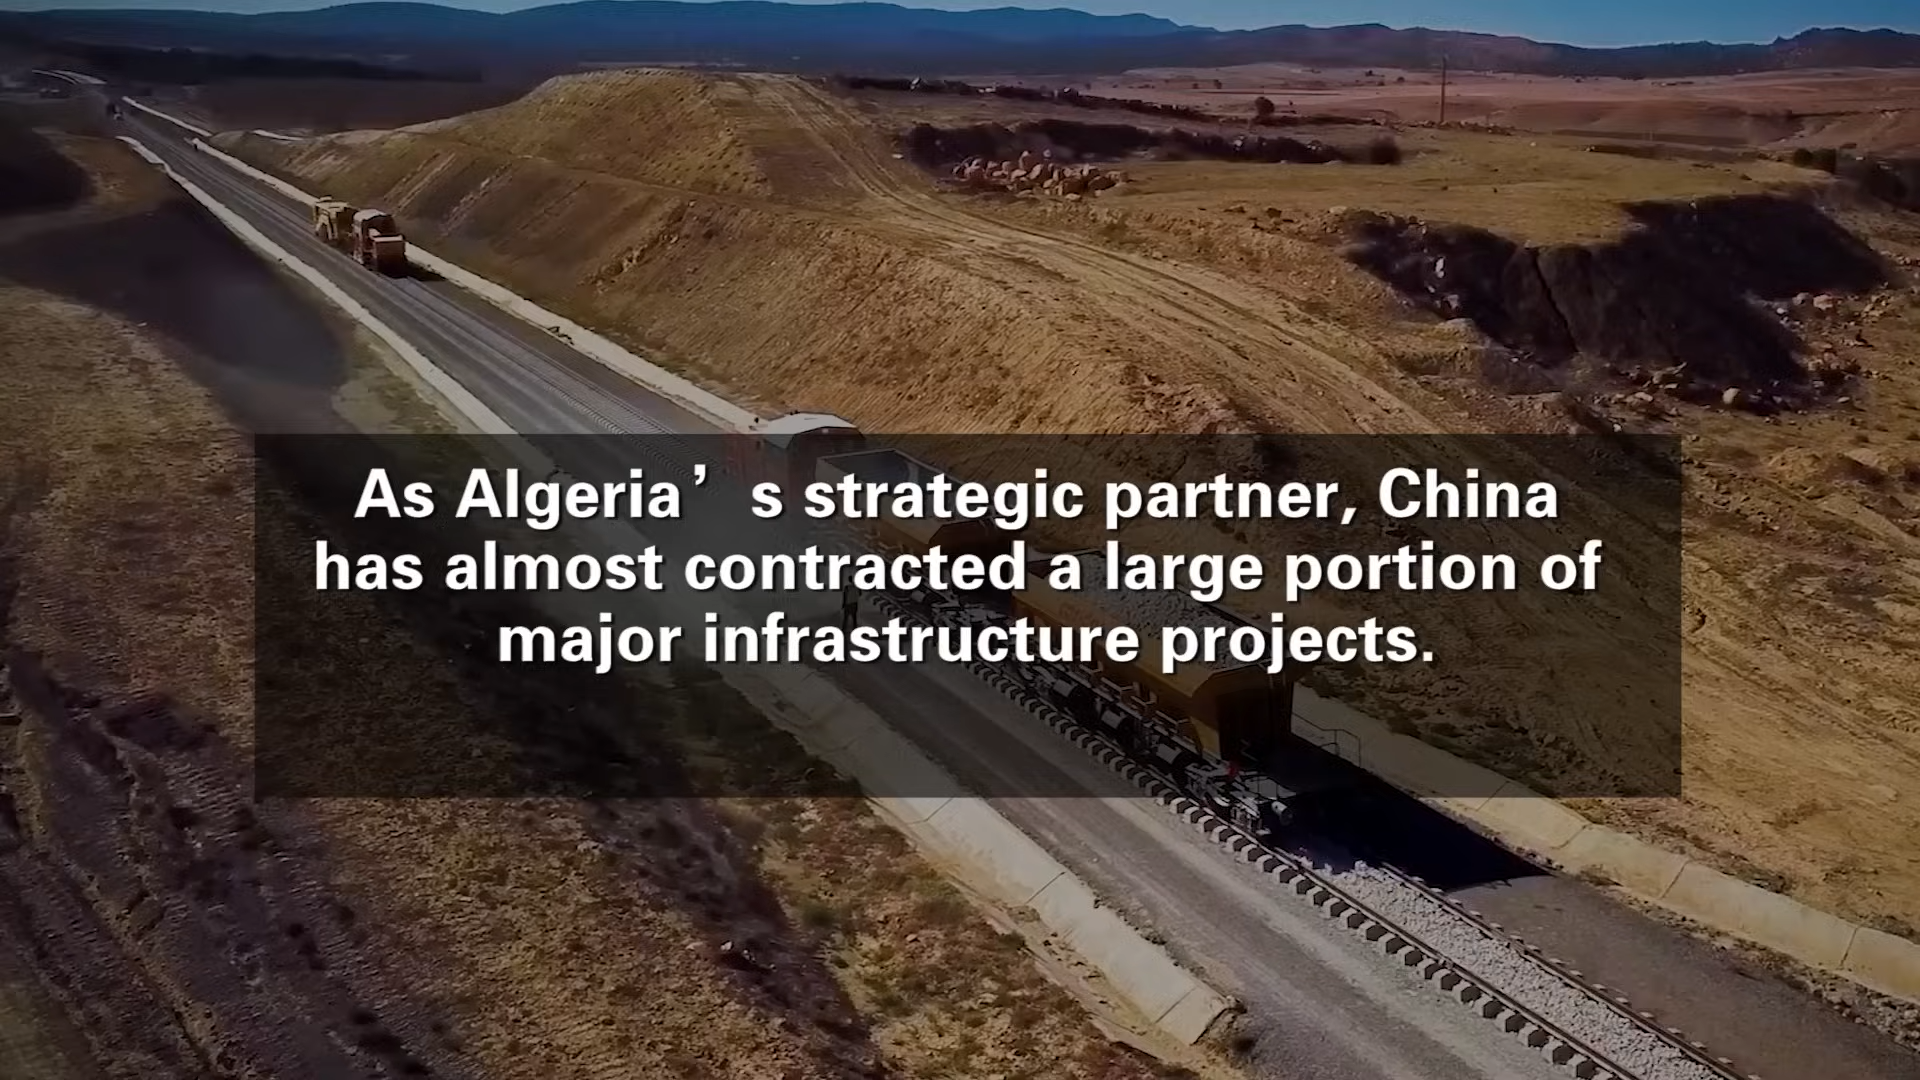 As Algeria’s strategic partner, China
has almost contracted a large portion of
major infrastructure projects.